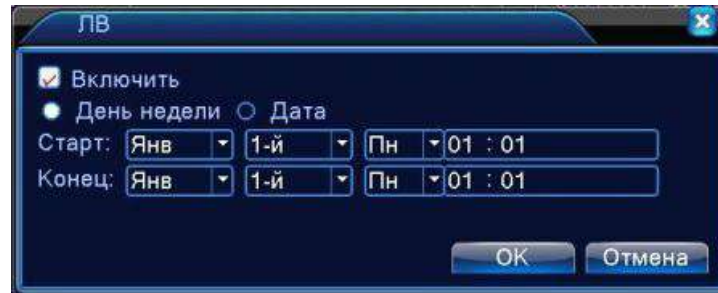 ЛВ
Включить
День недели Дата
Старт: Янв 1-й Пн 01 : 01
Конец: Янв 1-й Пн 01 : 01
OK Отмена